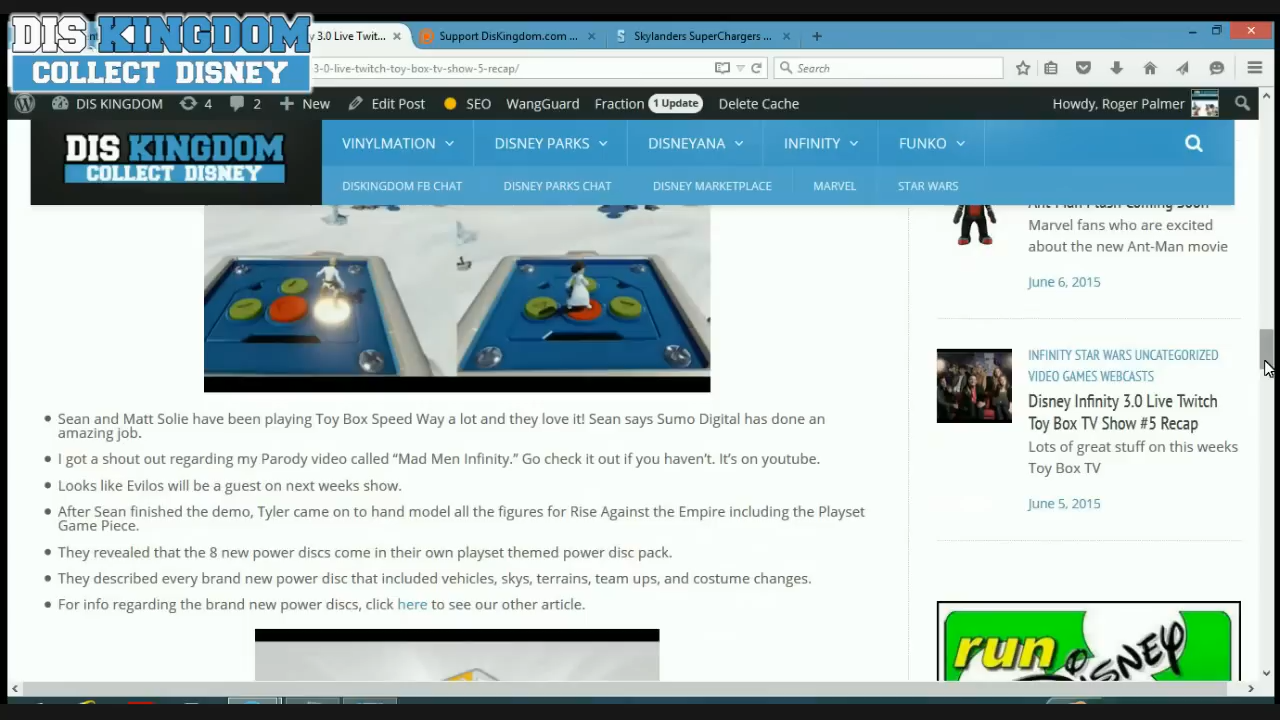 DIS KINGDOM
COLLECT DISNEY
y 3.0 Live Twit... ×
Support DisKingdom.com ... ×
Skylanders SuperChargers ... ×
3-0-live-twitch-toy-box-tv-show-5-recap/
Search
DIS KINGDOM 4 2 New Edit Post SEO WangGuard Fraction 1 Update Delete Cache Howdy, Roger Palmer
DIS KINGDOM
COLLECT DISNEY
VINYLMATION DISNEY PARKS DISNEYANA INFINITY FUNKO
DISKINGDOM FB CHAT DISNEY PARKS CHAT DISNEY MARKETPLACE MARVEL STAR WARS
Ant-Man Plush Coming Soon
Marvel fans who are excited
about the new Ant-Man movie
June 6, 2015
INFINITY STAR WARS UNCATEGORIZED
VIDEO GAMES WEBCASTS
Disney Infinity 3.0 Live Twitch
Toy Box TV Show #5 Recap
Lots of great stuff on this weeks
Toy Box TV
June 5, 2015
Sean and Matt Solie have been playing Toy Box Speed Way a lot and they love it! Sean says Sumo Digital has done an
amazing job.
I got a shout out regarding my Parody video called “Mad Men Infinity.” Go check it out if you haven’t. It’s on youtube.
Looks like Evilos will be a guest on next weeks show.
After Sean finished the demo, Tyler came on to hand model all the figures for Rise Against the Empire including the Playset
Game Piece.
They revealed that the 8 new power discs come in their own playset themed power disc pack.
They described every brand new power disc that included vehicles, skys, terrains, team ups, and costume changes.
For info regarding the brand new power discs, click here to see our other article.
run
DISNEY